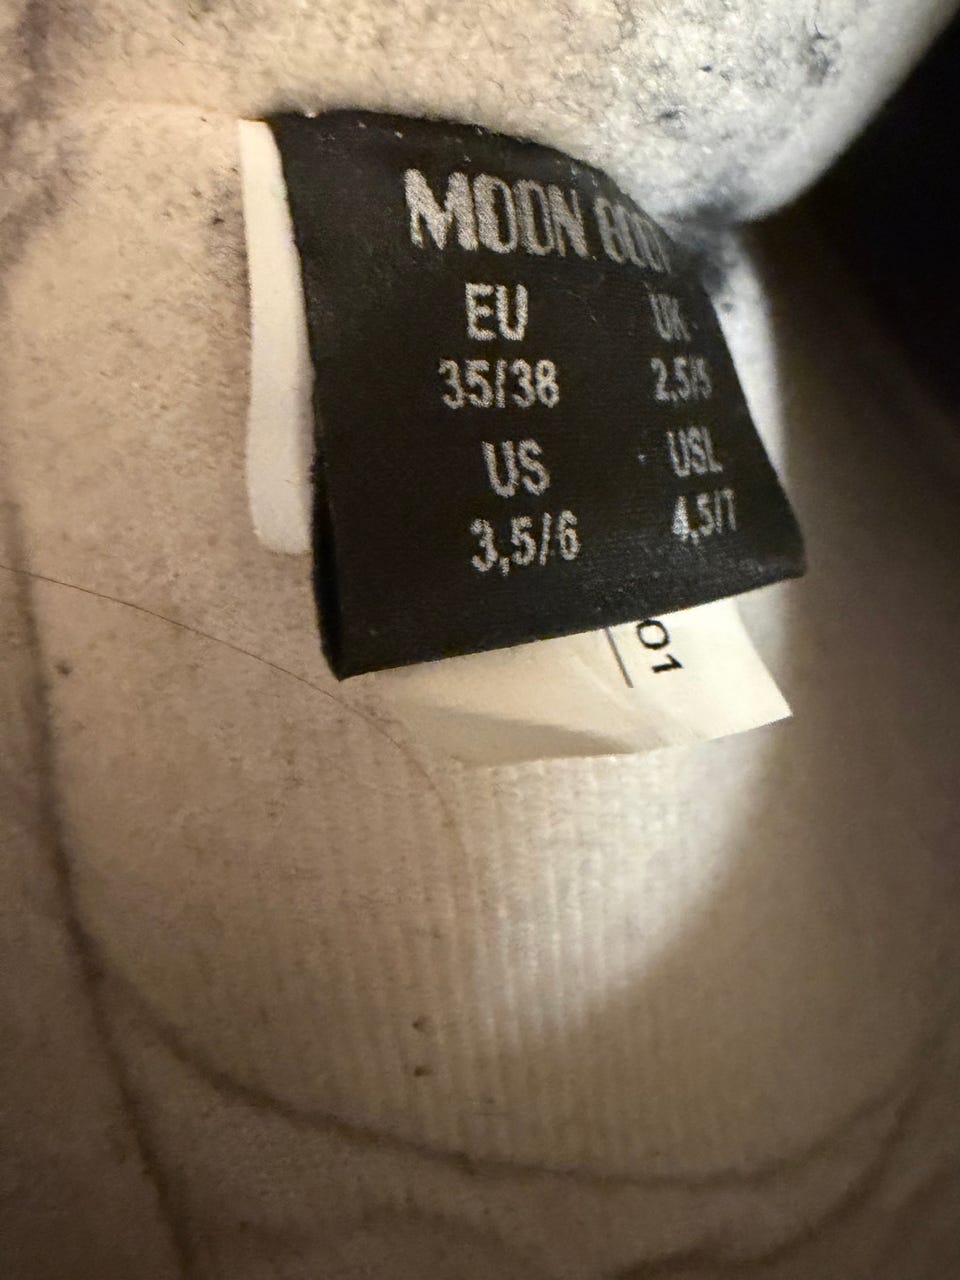 MOON BOOT
EU UK
35/38 2,5/5
US USL
3,5/6 4,5/7
01